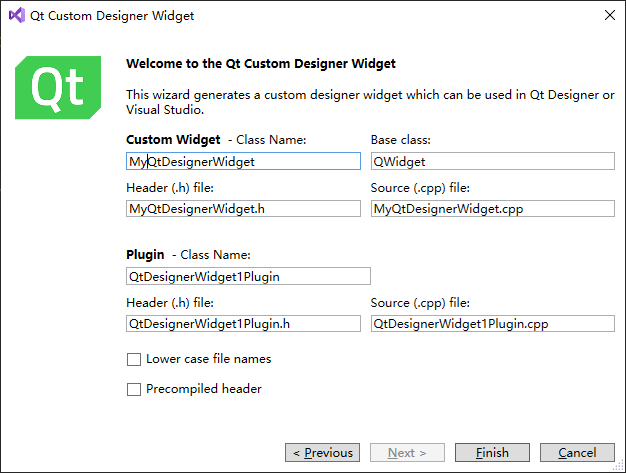 Qt Custom Designer Widget
Qt
Welcome to the Qt Custom Designer Widget
This wizard generates a custom designer widget which can be used in Qt Designer or
Visual Studio.
Custom Widget - Class Name: Base class:
MyQtDesignerWidget QWidget
Header (.h) file: Source (.cpp) file:
MyQtDesignerWidget.h MyQtDesignerWidget.cpp
Plugin - Class Name:
QtDesignerWidget1Plugin
Header (.h) file: Source (.cpp) file:
QtDesignerWidget1Plugin.h QtDesignerWidget1Plugin.cpp
Lower case file names
Precompiled header
< Previous Next > Finish Cancel